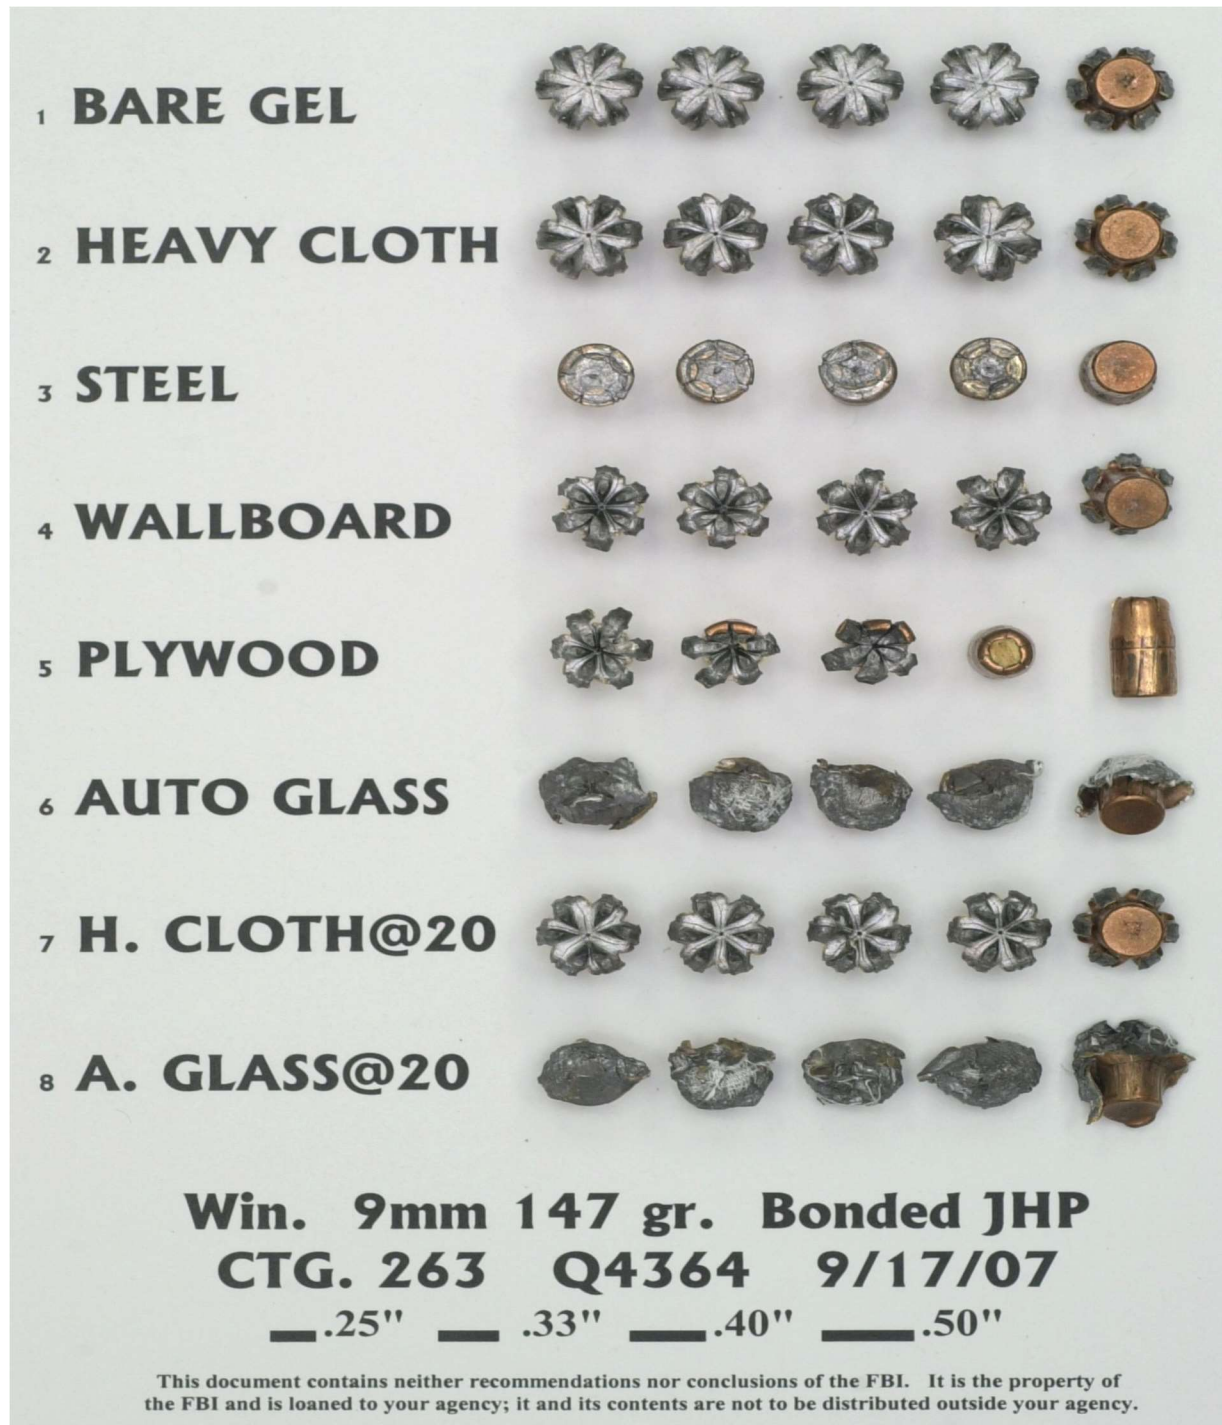 1 BARE GEL
2 HEAVY CLOTH
3 STEEL
4 WALLBOARD
5 PLYWOOD
6 AUTO GLASS
7 H. CLOTH@20
8 A. GLASS@20
Win. 9mm 147 gr. Bonded JHP
CTG. 263 Q4364 9/17/07
.25" .33" .40" .50"
This document contains neither recommendations nor conclusions of the FBI. It is the property of
the FBI and is loaned to your agency; it and its contents are not to be distributed outside your agency.